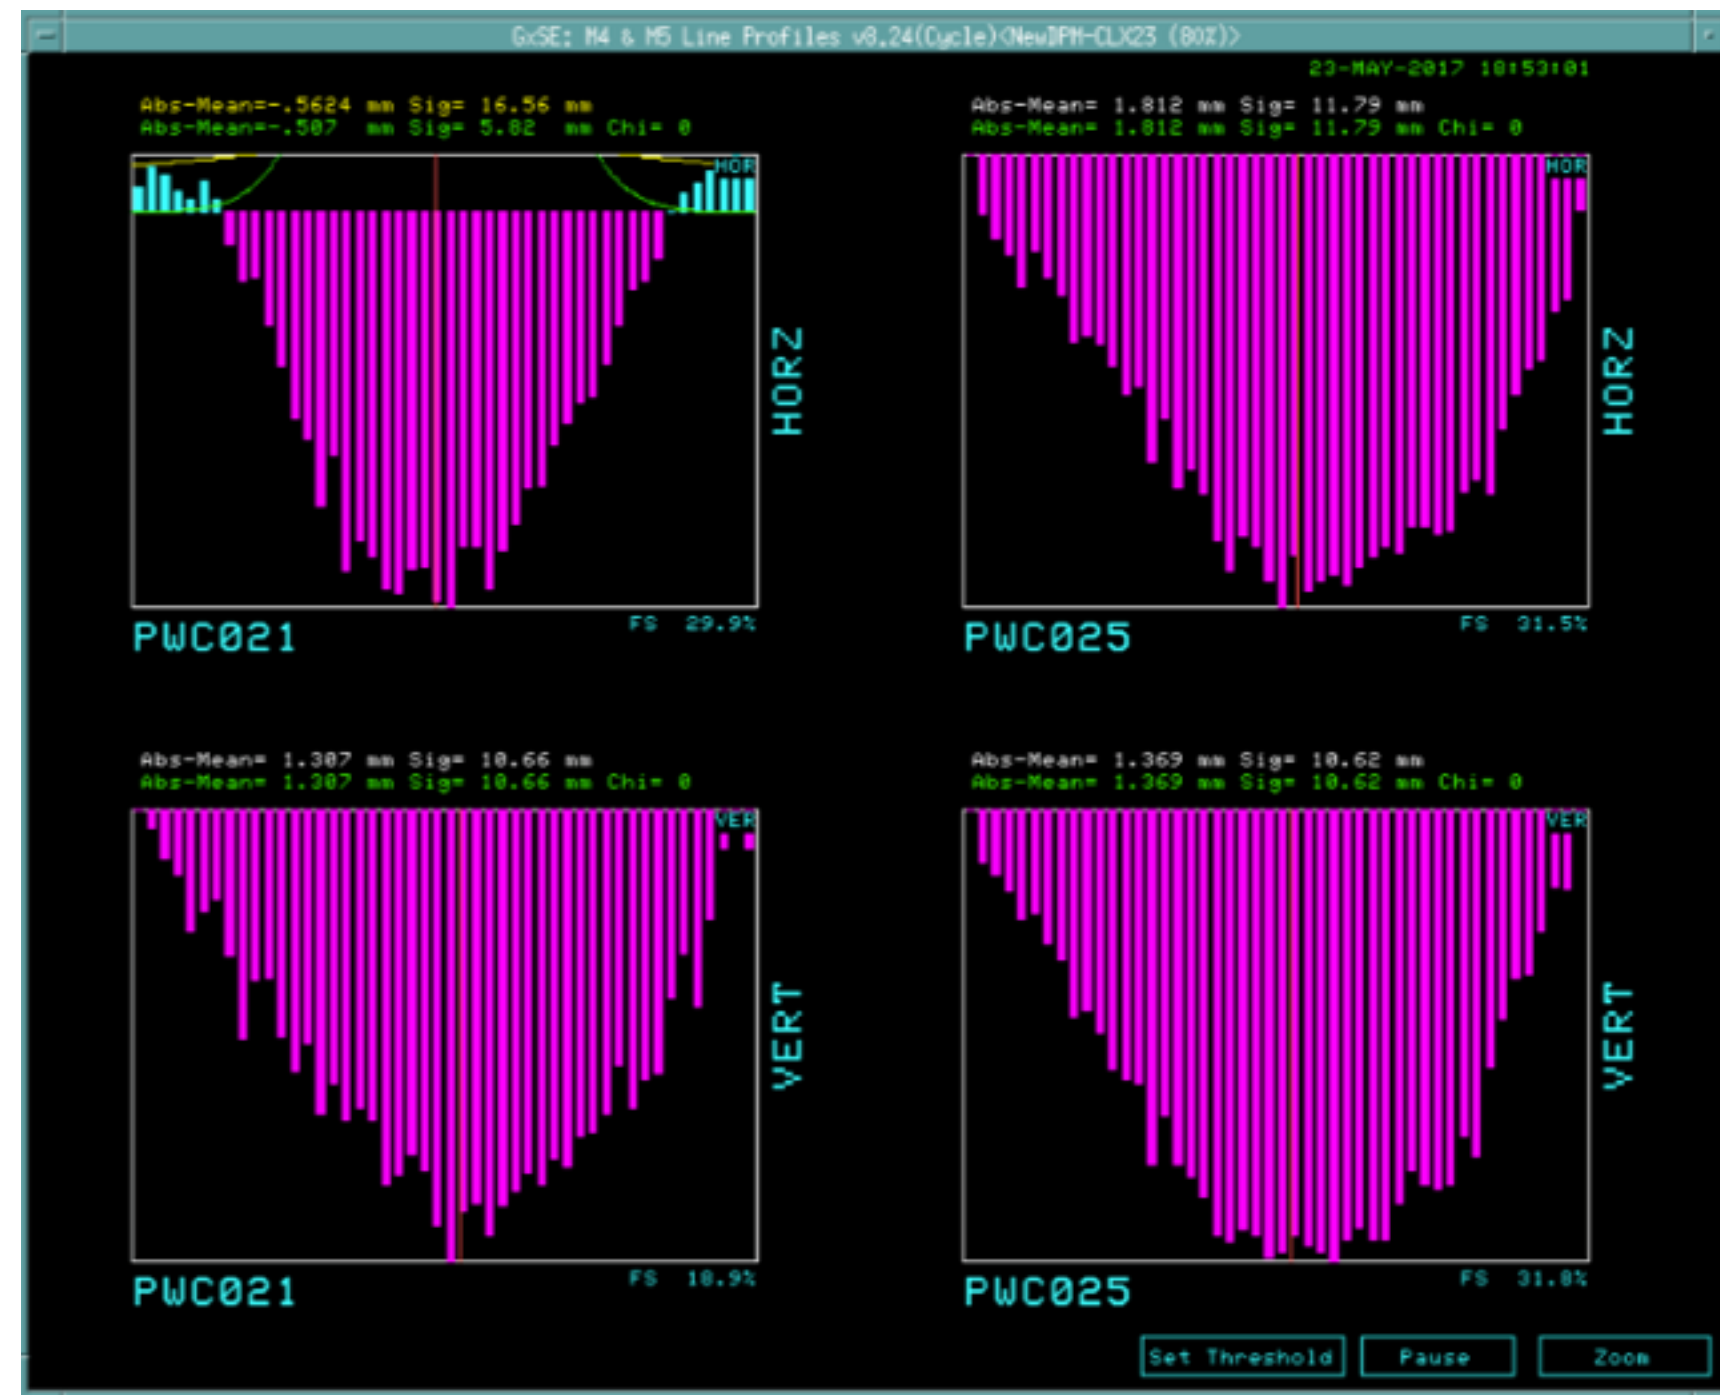 GxSE: M4 & M5 Line Profiles v8.24(Cycle)<NewDPM-CLX23 (80%)>
23-MAY-2017 18:53:01
Abs-Mean=-.5624 mm Sig= 16.56 mm
Abs-Mean=-.507 mm Sig= 5.82 mm Chi= 0
HOR
HORZ
PWC021
FS 29.9%
Abs-Mean= 1.812 mm Sig= 11.79 mm
Abs-Mean= 1.812 mm Sig= 11.79 mm Chi= 0
HOR
HORZ
PWC025
FS 31.5%
Abs-Mean= 1.307 mm Sig= 10.66 mm
Abs-Mean= 1.307 mm Sig= 10.66 mm Chi= 0
VER
VERT
PWC021
FS 18.9%
Abs-Mean= 1.369 mm Sig= 10.62 mm
Abs-Mean= 1.369 mm Sig= 10.62 mm Chi= 0
VER
VERT
PWC025
FS 31.8%
Set Threshold
Pause
Zoom